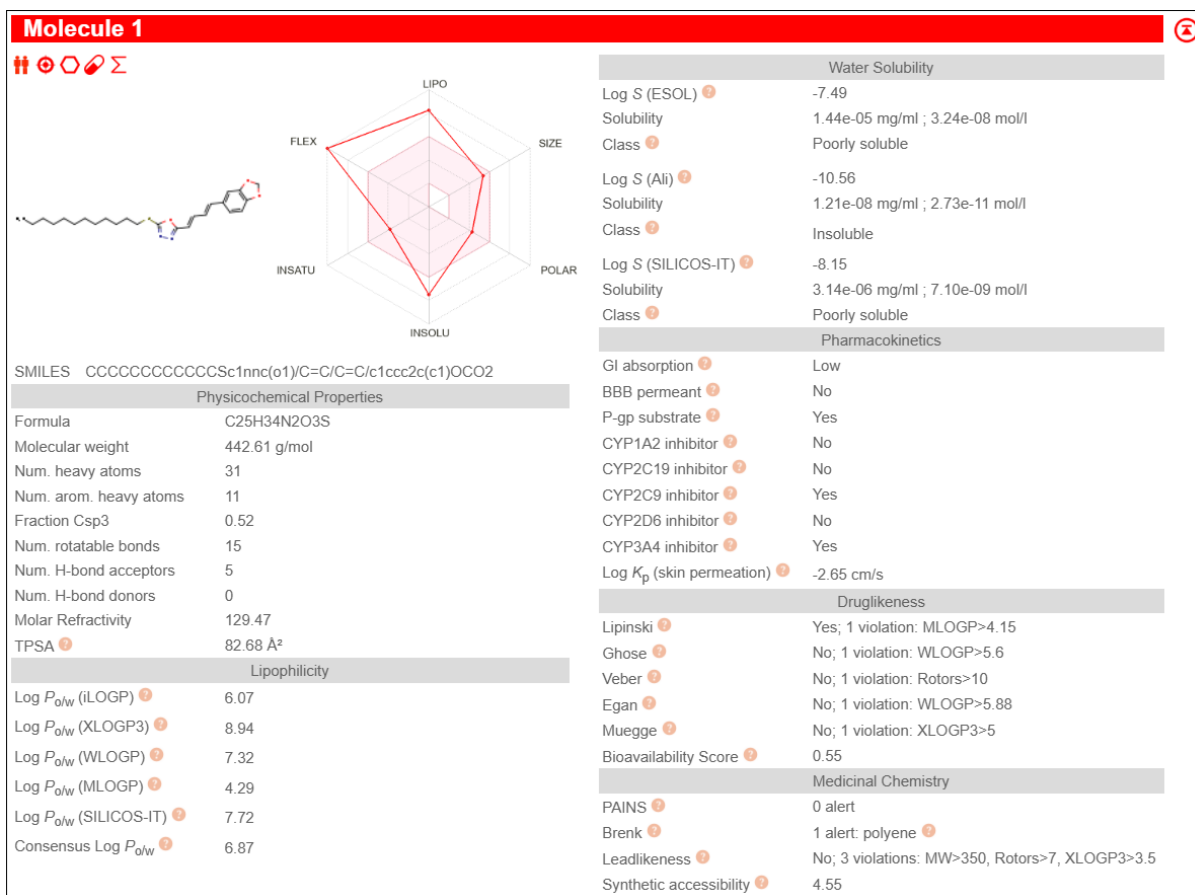 Molecule 1
LIPO
SIZE
POLAR
INSOLU
INSATU
FLEX
SMILES CCCCCCCCCCCCSc1nnc(o1)/C=C/C=C/c1ccc2c(c1)OCO2
Physicochemical Properties
Formula C25H34N2O3S
Molecular weight 442.61 g/mol
Num. heavy atoms 31
Num. arom. heavy atoms 11
Fraction Csp3 0.52
Num. rotatable bonds 15
Num. H-bond acceptors 5
Num. H-bond donors 0
Molar Refractivity 129.47
TPSA ? 82.68 Å²
Lipophilicity
Log Po/w (iLOGP) ? 6.07
Log Po/w (XLOGP3) ? 8.94
Log Po/w (WLOGP) ? 7.32
Log Po/w (MLOGP) ? 4.29
Log Po/w (SILICOS-IT) ? 7.72
Consensus Log Po/w ? 6.87
Water Solubility
Log S (ESOL) ? -7.49
Solubility 1.44e-05 mg/ml ; 3.24e-08 mol/l
Class ? Poorly soluble
Log S (Ali) ? -10.56
Solubility 1.21e-08 mg/ml ; 2.73e-11 mol/l
Class ? Insoluble
Log S (SILICOS-IT) ? -8.15
Solubility 3.14e-06 mg/ml ; 7.10e-09 mol/l
Class ? Poorly soluble
Pharmacokinetics
GI absorption ? Low
BBB permeant ? No
P-gp substrate ? Yes
CYP1A2 inhibitor ? No
CYP2C19 inhibitor ? No
CYP2C9 inhibitor ? Yes
CYP2D6 inhibitor ? No
CYP3A4 inhibitor ? Yes
Log Kp (skin permeation) ? -2.65 cm/s
Druglikeness
Lipinski ? Yes; 1 violation: MLOGP>4.15
Ghose ? No; 1 violation: WLOGP>5.6
Veber ? No; 1 violation: Rotors>10
Egan ? No; 1 violation: WLOGP>5.88
Muegge ? No; 1 violation: XLOGP3>5
Bioavailability Score ? 0.55
Medicinal Chemistry
PAINS ? 0 alert
Brenk ? 1 alert: polyene ?
Leadlikeness ? No; 3 violations: MW>350, Rotors>7, XLOGP3>3.5
Synthetic accessibility ? 4.55